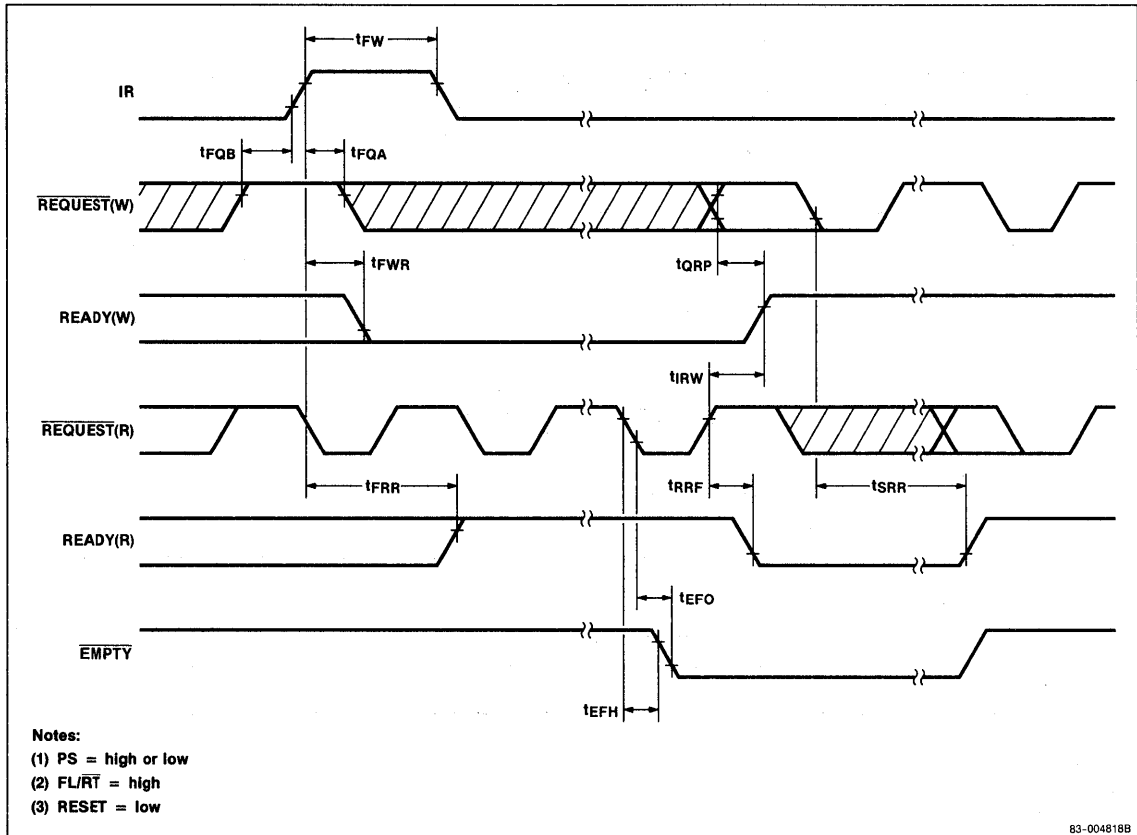 tFW
IR
tFQB
tFQA
REQUEST(W)
tFWR
tQRP
READY(W)
tIRW
REQUEST(R)
tFRR
tRRF
tSRR
READY(R)
tEFO
EMPTY
tEFH
Notes:
(1) PS = high or low
(2) FL/RT = high
(3) RESET = low
83-004818B